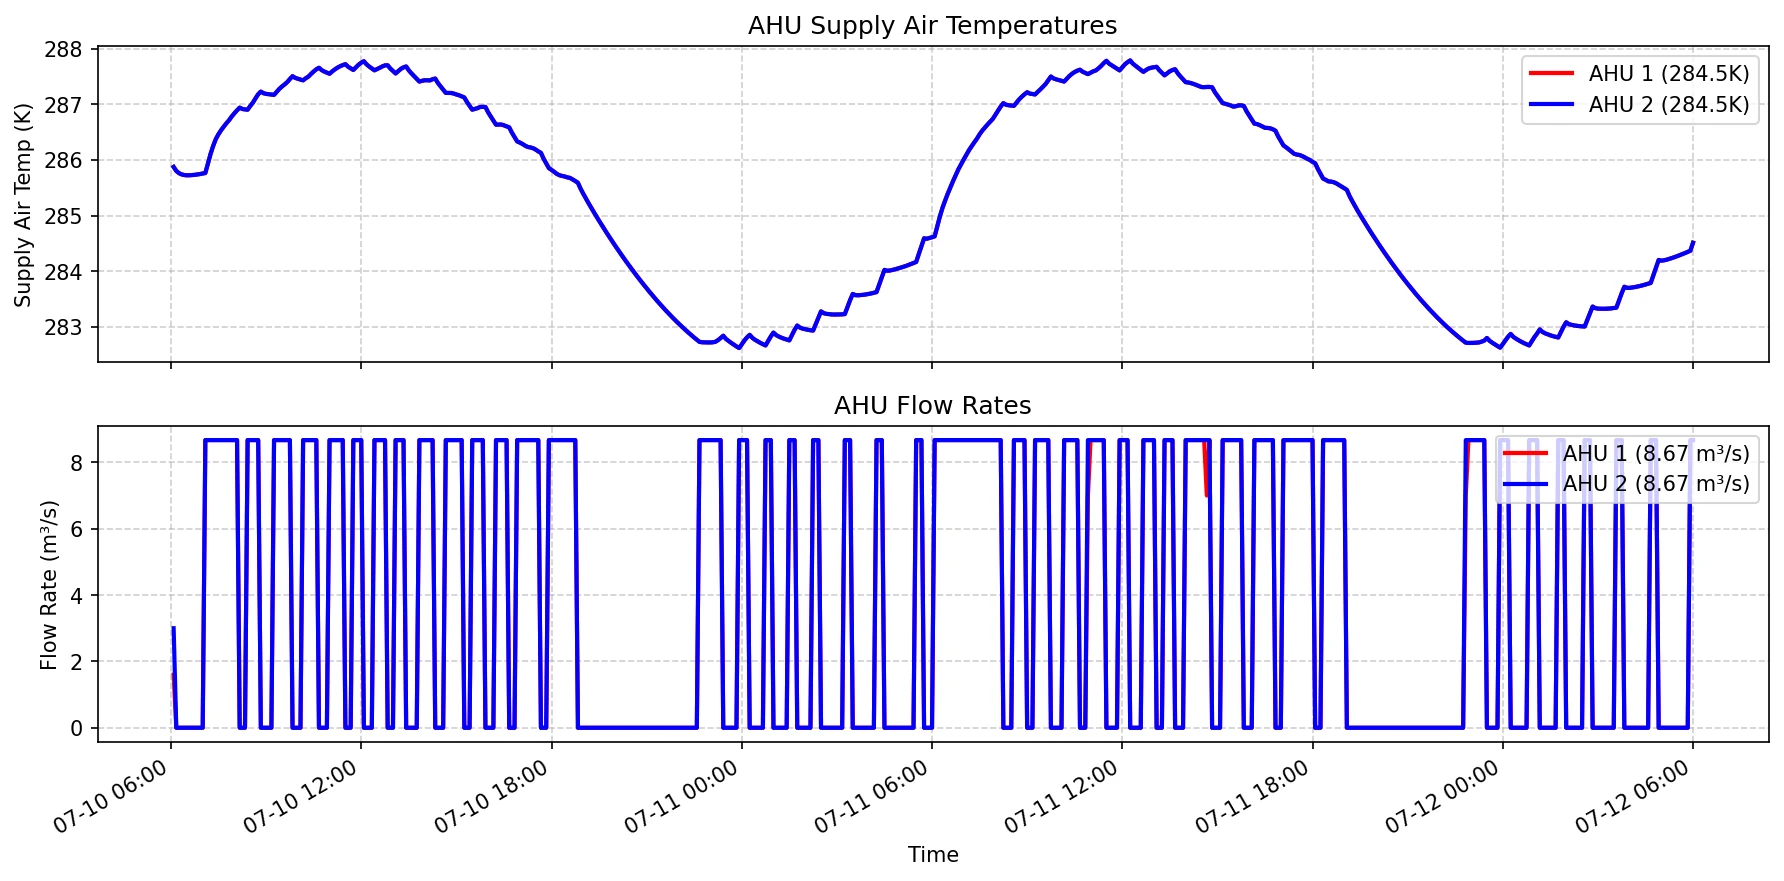 AHU Supply Air Temperatures
Supply Air Temp (K)
288
287
286
285
284
283
AHU 1 (284.5K)
AHU 2 (284.5K)
AHU Flow Rates
Flow Rate (m³/s)
8
6
4
2
0
AHU 1 (8.67 m³/s)
AHU 2 (8.67 m³/s)
07-10 06:00
07-10 12:00
07-10 18:00
07-11 00:00
07-11 06:00
07-11 12:00
07-11 18:00
07-12 00:00
07-12 06:00
Time